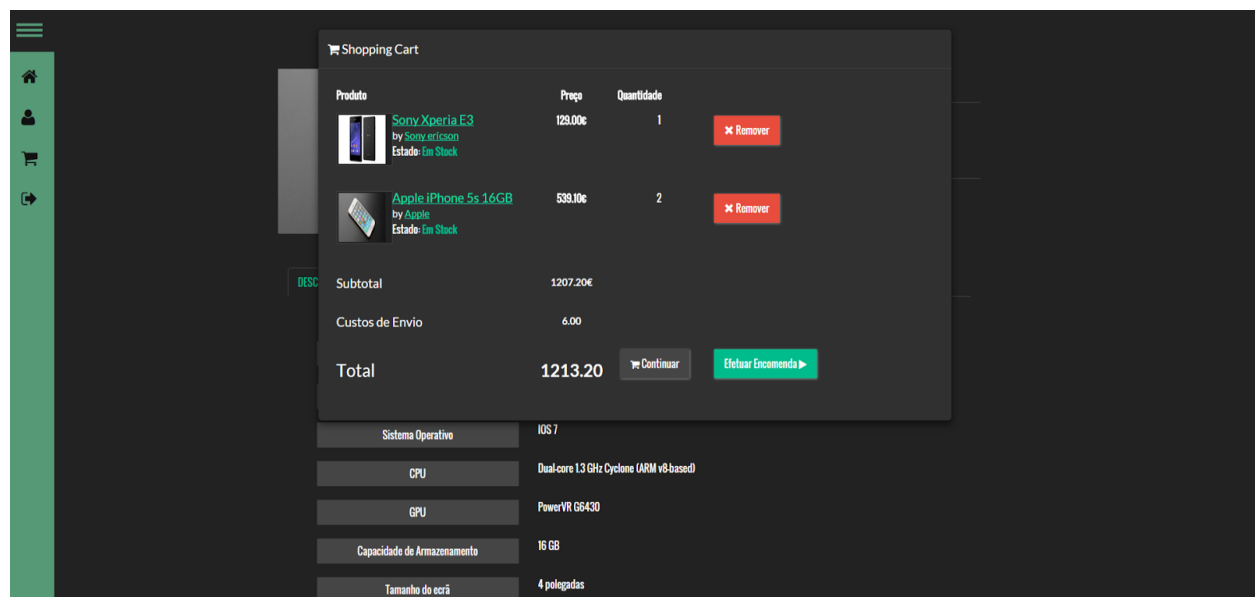 Shopping Cart
Produto Preço Quantidade
Sony Xperia E3 129.00€ 1 Remover
by Sony ericson
Estado: Em Stock
Apple iPhone 5s 16GB 539.10€ 2 Remover
by Apple
Estado: Em Stock
DESC
Subtotal 1207.20€
Custos de Envio 6.00
Total 1213.20 Continuar Efetuar Encomenda
Sistema Operativo IOS 7
CPU Dual-core 1.3 GHz Cyclone (ARM v8-based)
GPU PowerVR G6430
Capacidade de Armazenamento 16 GB
Tamanho do ecrã 4 polegadas